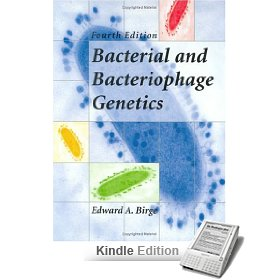 Fourth Edition
Bacterial and
Bacteriophage
Genetics
Edward A. Birge
Kindle Edition